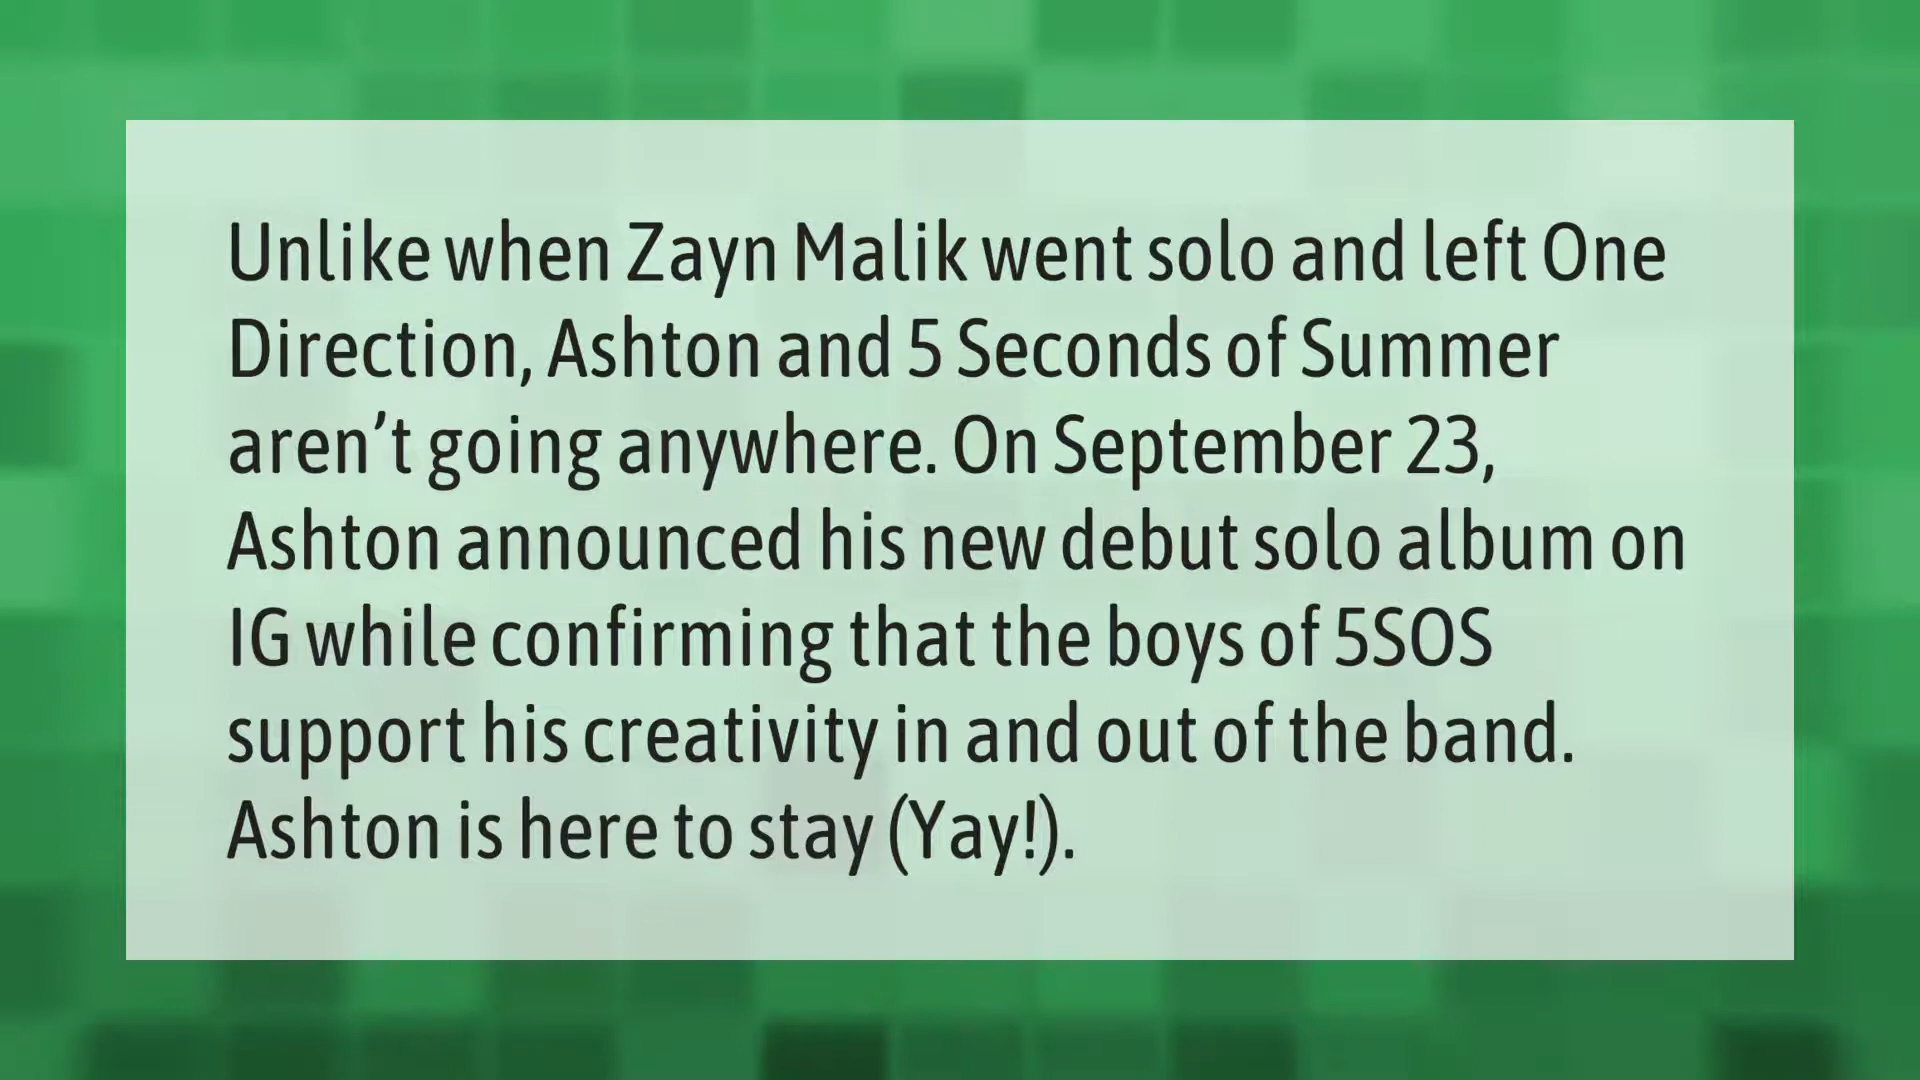 Unlike when Zayn Malik went solo and left One
Direction, Ashton and 5 Seconds of Summer
aren’t going anywhere. On September 23,
Ashton announced his new debut solo album on
IG while confirming that the boys of 5SOS
support his creativity in and out of the band.
Ashton is here to stay (Yay!).